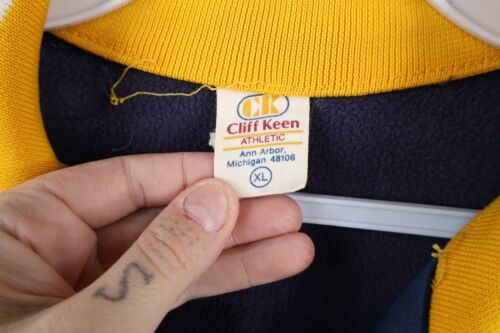 CK
Cliff Keen
ATHLETIC
Ann Arbor,
Michigan 48106
XL